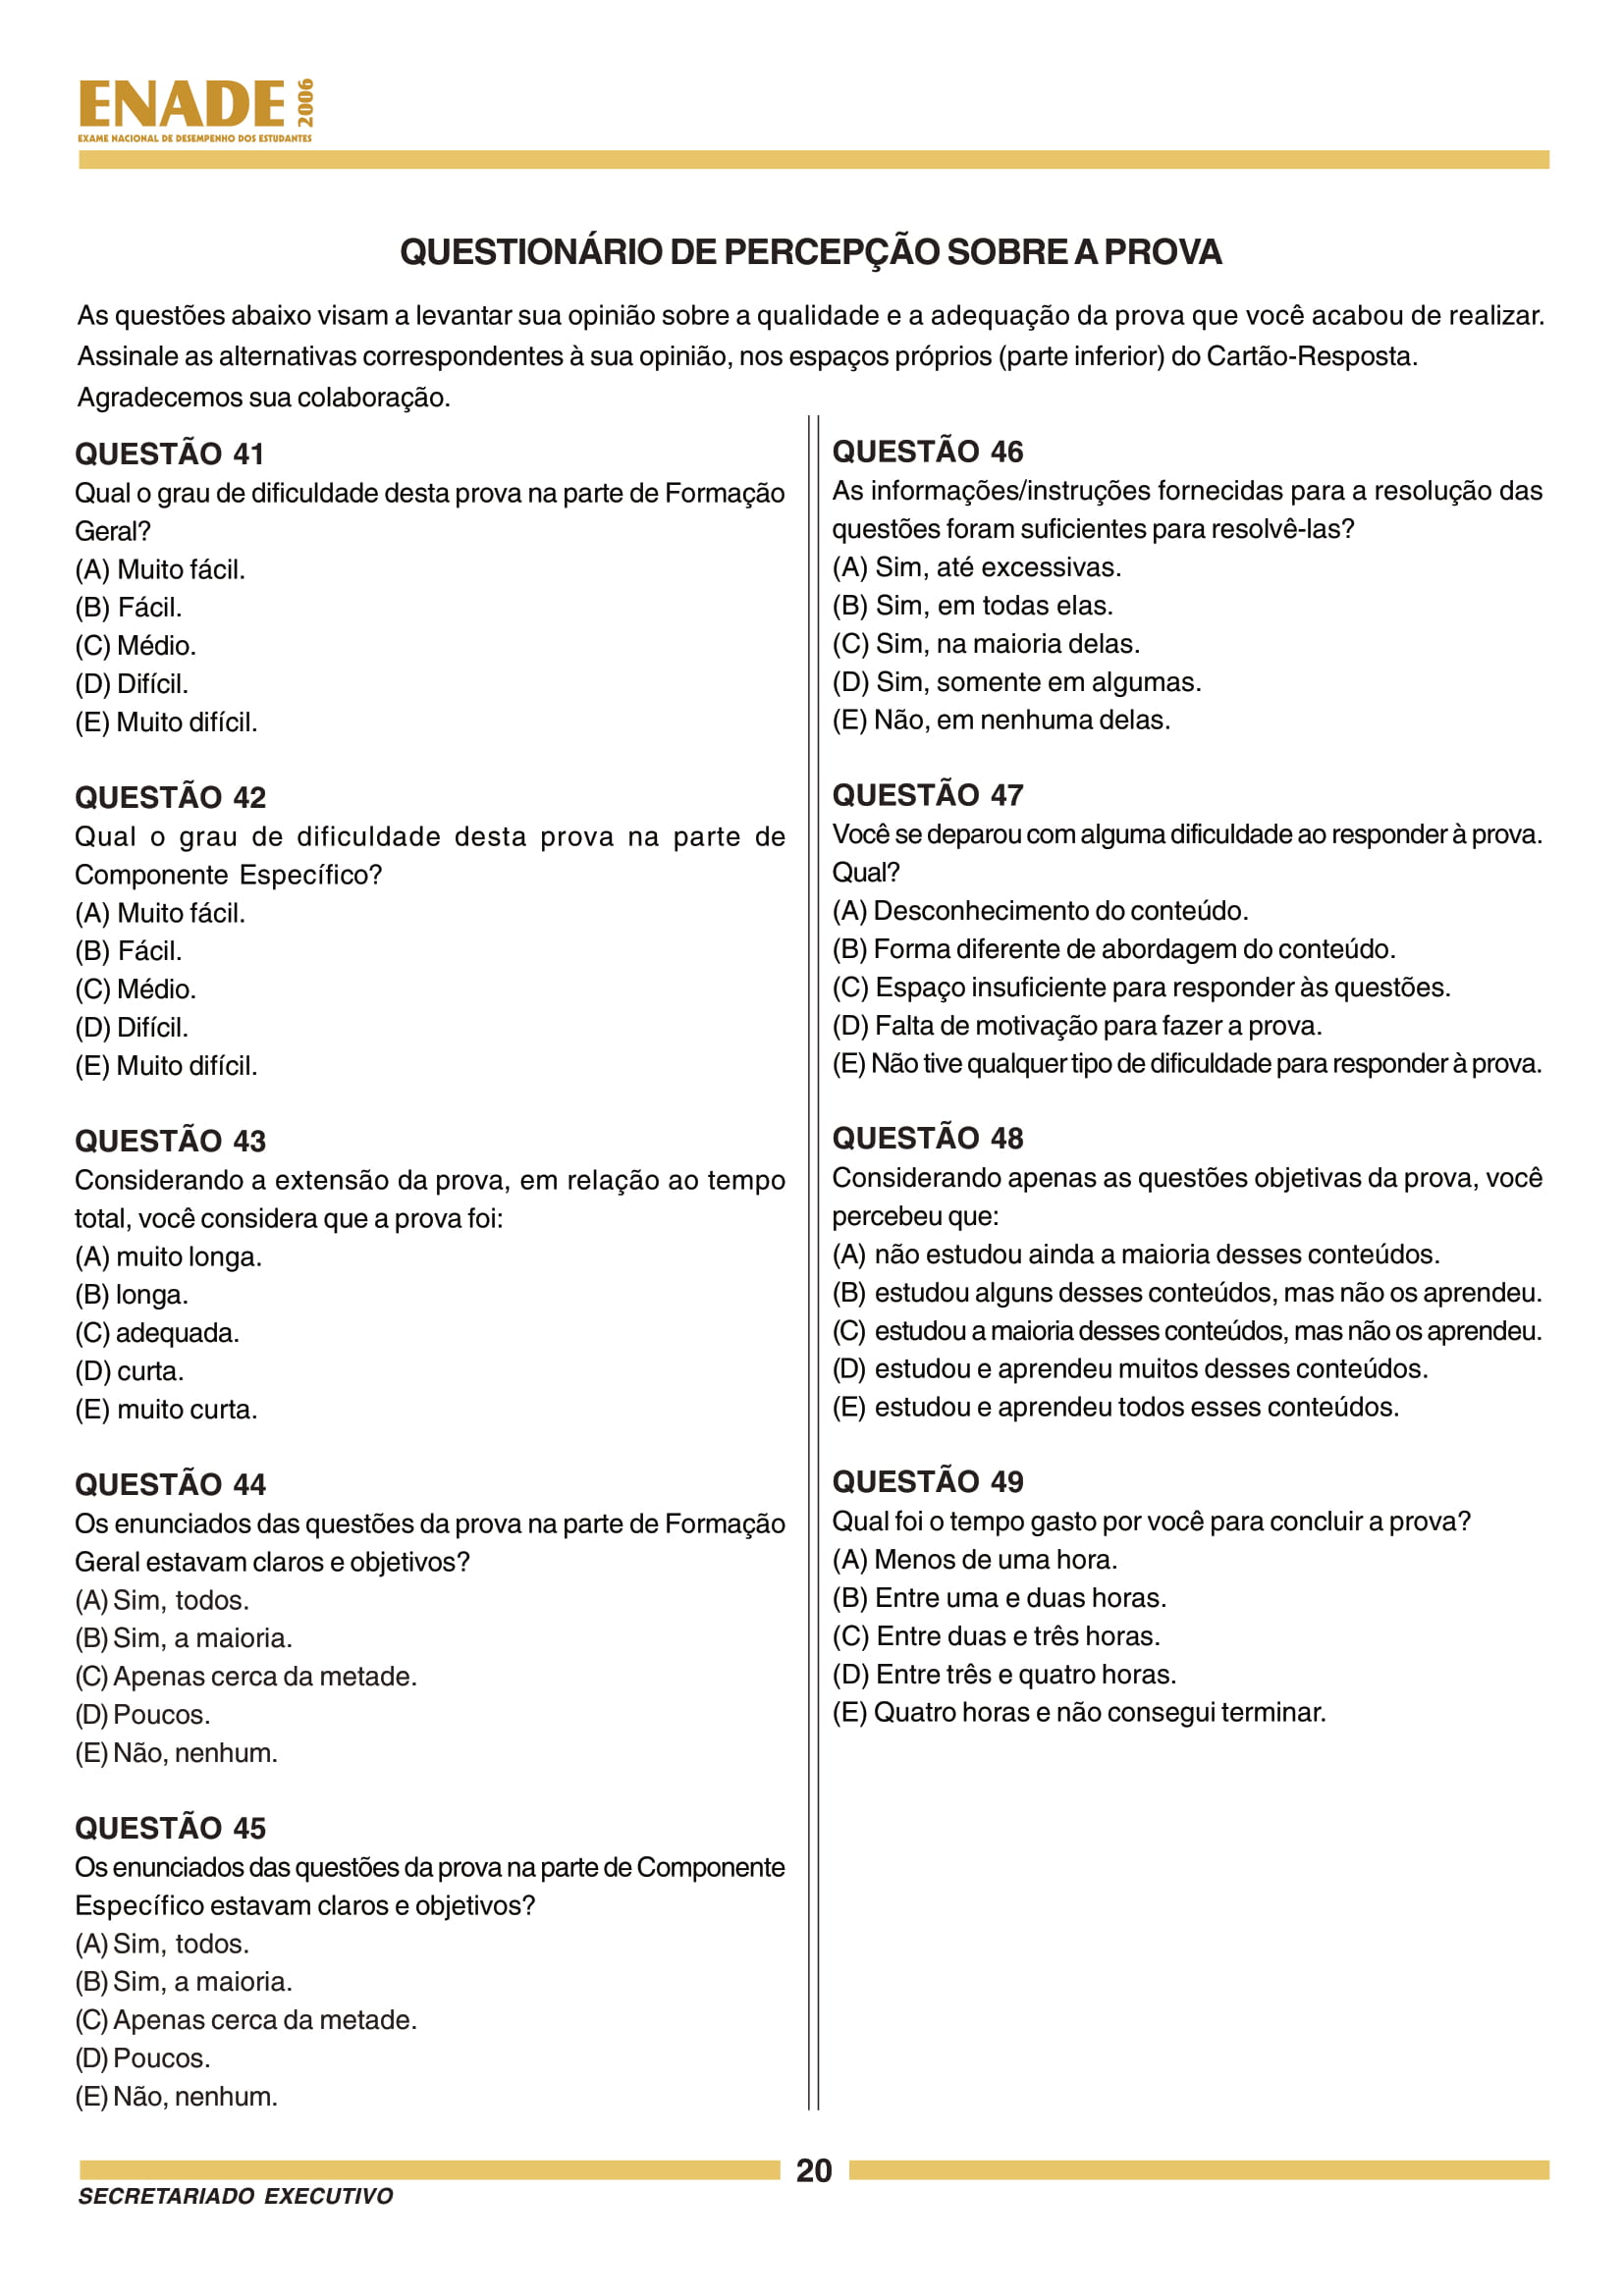 ENADE 2006
EXAME NACIONAL DE DESEMPENHO DOS ESTUDANTES
QUESTIONÁRIO DE PERCEPÇÃO SOBRE A PROVA
As questões abaixo visam a levantar sua opinião sobre a qualidade e a adequação da prova que você acabou de realizar.
Assinale as alternativas correspondentes à sua opinião, nos espaços próprios (parte inferior) do Cartão-Resposta.
Agradecemos sua colaboração.
QUESTÃO 41
Qual o grau de dificuldade desta prova na parte de Formação
Geral?
(A) Muito fácil.
(B) Fácil.
(C) Médio.
(D) Difícil.
(E) Muito difícil.
QUESTÃO 42
Qual o grau de dificuldade desta prova na parte de
Componente Específico?
(A) Muito fácil.
(B) Fácil.
(C) Médio.
(D) Difícil.
(E) Muito difícil.
QUESTÃO 43
Considerando a extensão da prova, em relação ao tempo
total, você considera que a prova foi:
(A) muito longa.
(B) longa.
(C) adequada.
(D) curta.
(E) muito curta.
QUESTÃO 44
Os enunciados das questões da prova na parte de Formação
Geral estavam claros e objetivos?
(A) Sim, todos.
(B) Sim, a maioria.
(C) Apenas cerca da metade.
(D) Poucos.
(E) Não, nenhum.
QUESTÃO 45
Os enunciados das questões da prova na parte de Componente
Específico estavam claros e objetivos?
(A) Sim, todos.
(B) Sim, a maioria.
(C) Apenas cerca da metade.
(D) Poucos.
(E) Não, nenhum.
QUESTÃO 46
As informações/instruções fornecidas para a resolução das
questões foram suficientes para resolvê-las?
(A) Sim, até excessivas.
(B) Sim, em todas elas.
(C) Sim, na maioria delas.
(D) Sim, somente em algumas.
(E) Não, em nenhuma delas.
QUESTÃO 47
Você se deparou com alguma dificuldade ao responder à prova.
Qual?
(A) Desconhecimento do conteúdo.
(B) Forma diferente de abordagem do conteúdo.
(C) Espaço insuficiente para responder às questões.
(D) Falta de motivação para fazer a prova.
(E) Não tive qualquer tipo de dificuldade para responder à prova.
QUESTÃO 48
Considerando apenas as questões objetivas da prova, você
percebeu que:
(A) não estudou ainda a maioria desses conteúdos.
(B) estudou alguns desses conteúdos, mas não os aprendeu.
(C) estudou a maioria desses conteúdos, mas não os aprendeu.
(D) estudou e aprendeu muitos desses conteúdos.
(E) estudou e aprendeu todos esses conteúdos.
QUESTÃO 49
Qual foi o tempo gasto por você para concluir a prova?
(A) Menos de uma hora.
(B) Entre uma e duas horas.
(C) Entre duas e três horas.
(D) Entre três e quatro horas.
(E) Quatro horas e não consegui terminar.
20
SECRETARIADO EXECUTIVO